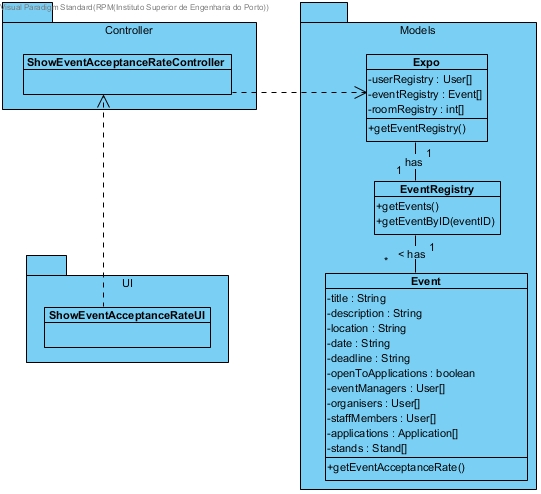 Visual Paradigm Standard(RPM(Instituto Superior de Engenharia do Porto))
Controller
ShowEventAcceptanceRateController
UI
ShowEventAcceptanceRateUI
Models
Expo
-userRegistry : User[]
-eventRegistry : Event[]
-roomRegistry : int[]
+getEventRegistry()
1
has
1
EventRegistry
+getEvents()
+getEventByID(eventID)
1
< has
*
Event
-title : String
-description : String
-location : String
-date : String
-deadline : String
-openToApplications : boolean
-eventManagers : User[]
-organisers : User[]
-staffMembers : User[]
-applications : Application[]
-stands : Stand[]
+getEventAcceptanceRate()